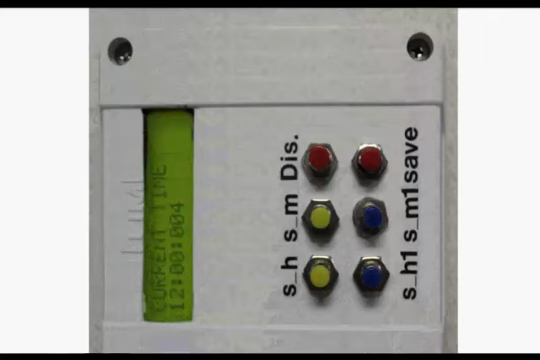 CURRENT TIME
12:00:004
s_h s_m Dis.
s_h1 s_m1save